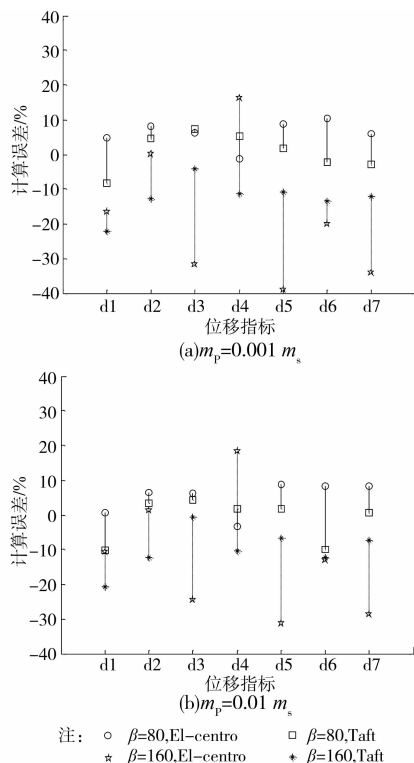 40
30
20
10
0
−10
−20
−30
−40
计算误差/%
d1 d2 d3 d4 d5 d6 d7
位移指标
(a)mP=0.001 ms
40
30
20
10
0
−10
−20
−30
−40
计算误差/%
d1 d2 d3 d4 d5 d6 d7
位移指标
(b)mP=0.01 ms
注: ○ β=80,El-centro □ β=80,Taft
☆ β=160,El-centro * β=160,Taft